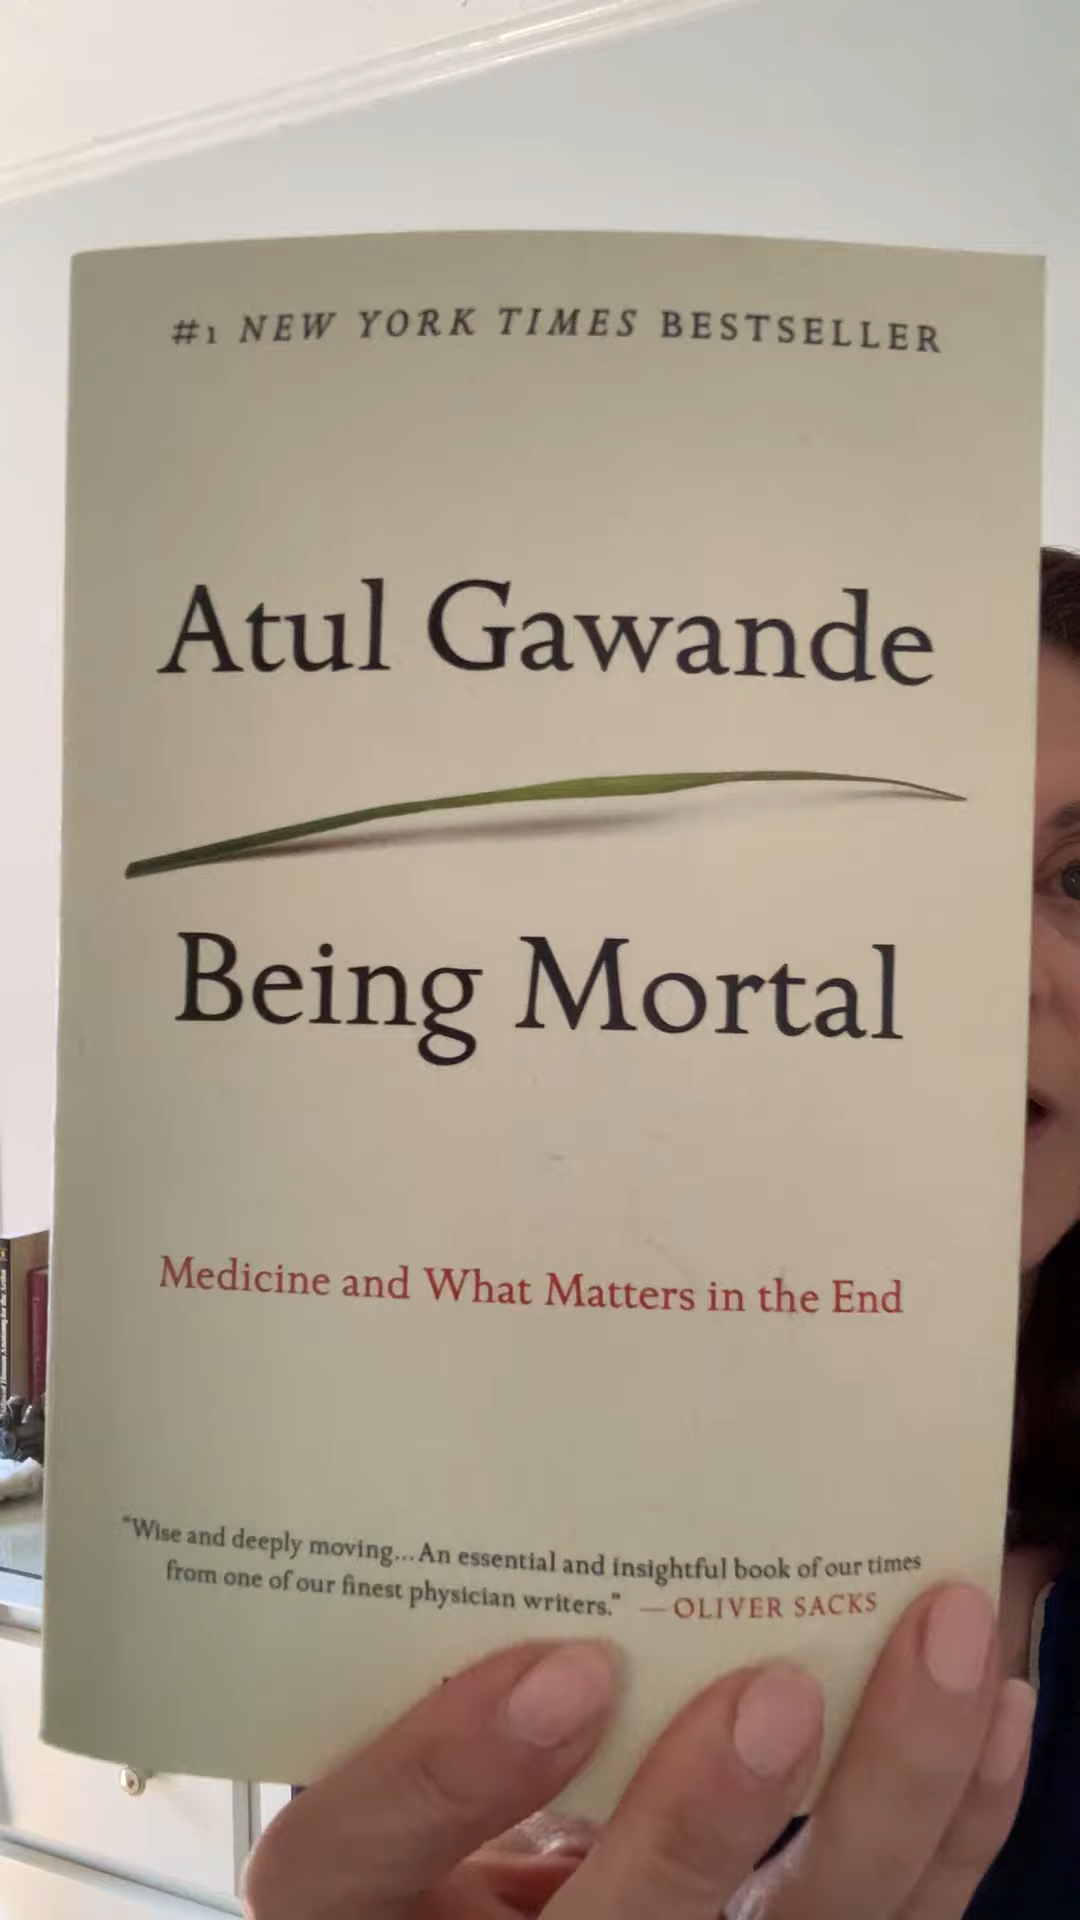 #1 NEW YORK TIMES BESTSELLER
Atul Gawande
Being Mortal
Medicine and What Matters in the End
"Wise and deeply moving...An essential and insightful book of our times
from one of our finest physician writers." —OLIVER SACKS